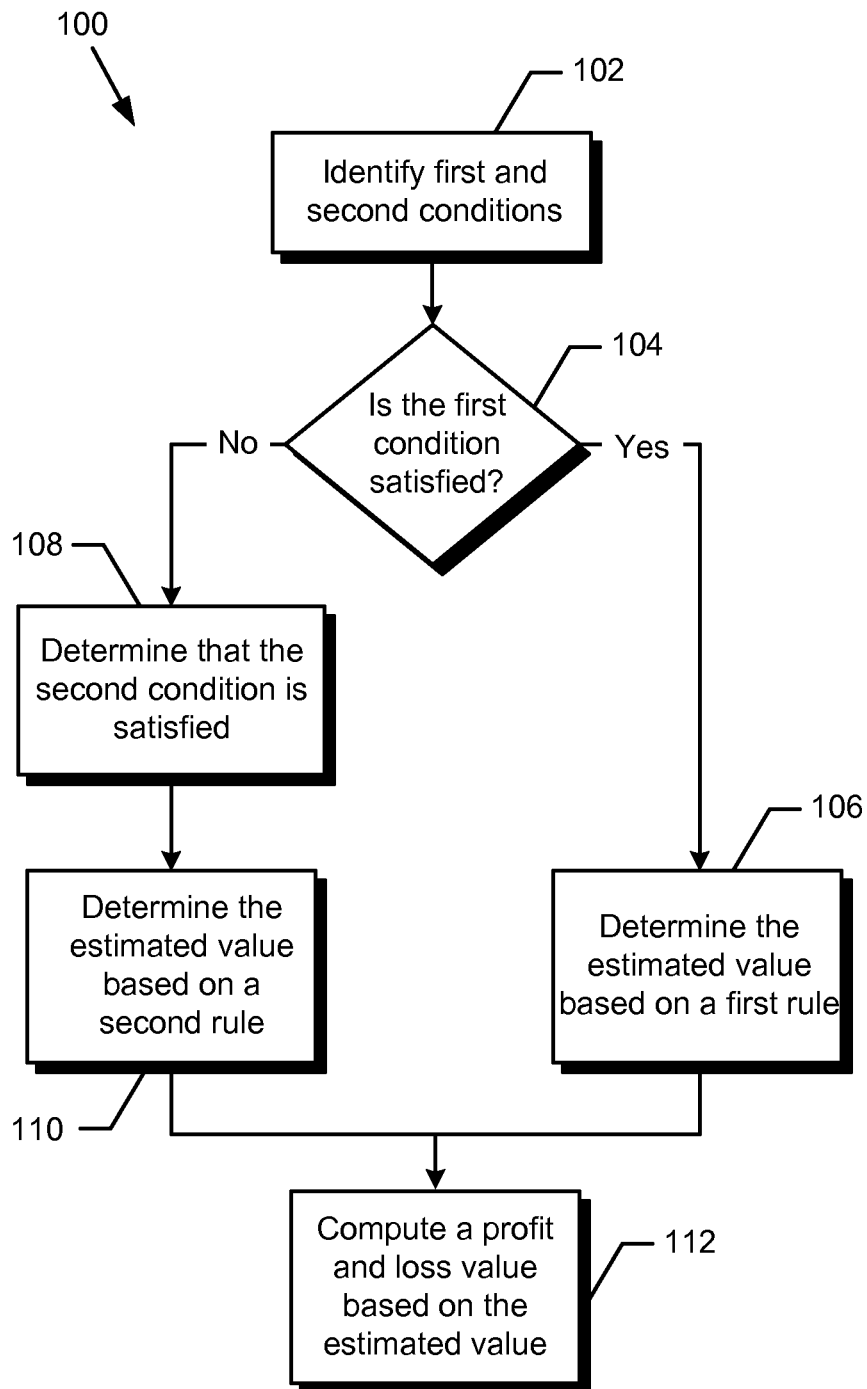 100
102
Identify first and
second conditions
104
Is the first
condition
satisfied?
No
Yes
108
Determine that the
second condition is
satisfied
106
Determine the
estimated value
based on a
second rule
Determine the
estimated value
based on a first rule
110
Compute a profit
and loss value
based on the
estimated value
112